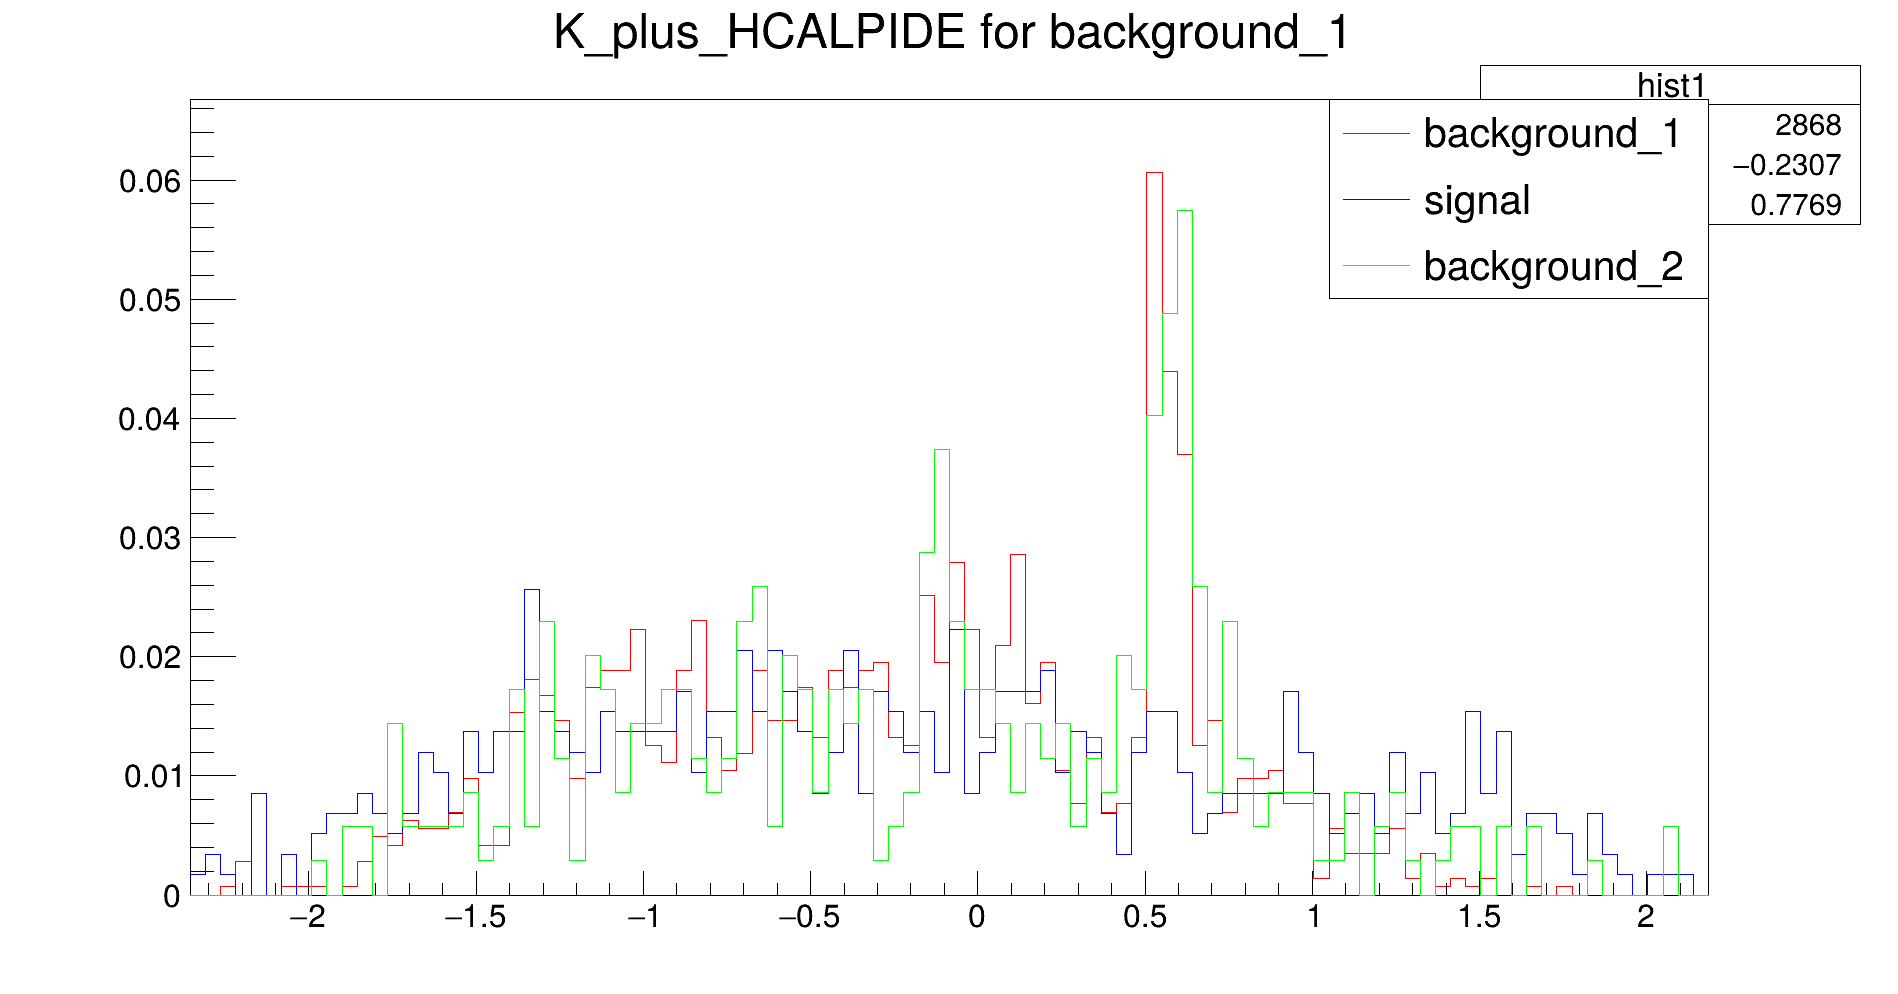 K_plus_HCALPIDE for background_1
hist1
2868
−0.2307
0.7769
background_1
signal
background_2
0.06
0.05
0.04
0.03
0.02
0.01
0
−2 −1.5 −1 −0.5 0 0.5 1 1.5 2